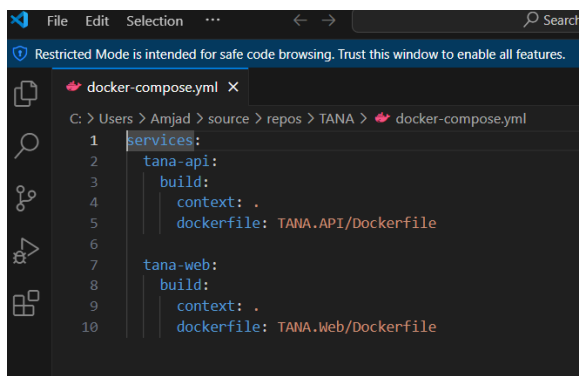 File Edit Selection ··· ← → Search
Restricted Mode is intended for safe code browsing. Trust this window to enable all features.
docker-compose.yml ×
C: > Users > Amjad > source > repos > TANA > docker-compose.yml
1 services:
2   tana-api:
3     build:
4       context: .
5       dockerfile: TANA.API/Dockerfile
6
7   tana-web:
8     build:
9       context: .
10       dockerfile: TANA.Web/Dockerfile